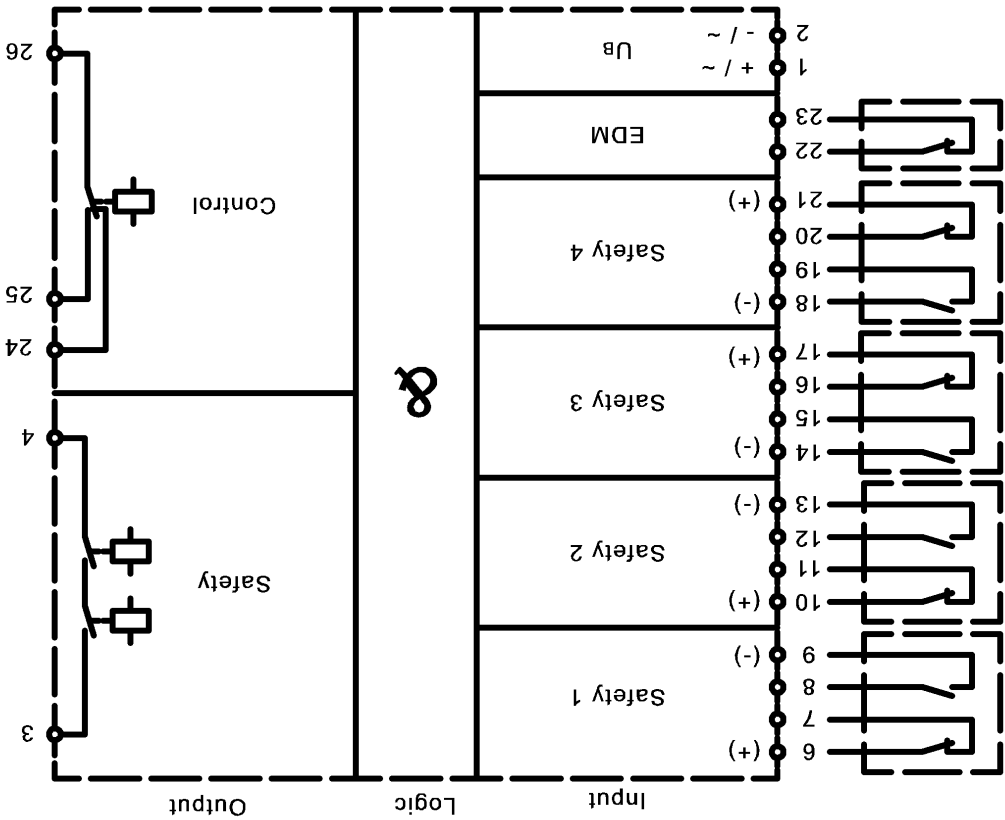 Input Logic Output
6 (+)
7
Safety 1
8
9 (-)
10 (+)
11
Safety 2
12
13 (-)
14 (-)
15
Safety 3
16
17 (+)
18 (-)
19
Safety 4
20
21 (+)
22
EDM
23
1 + / ~
UB
2 - / ~
&
3
Safety
4
24
25
Control
26